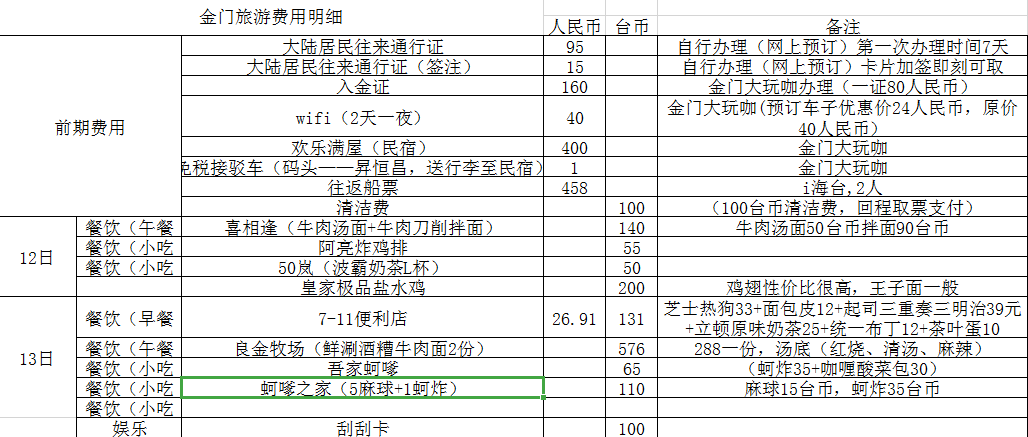 金门旅游费用明细
人民币 台币 备注
前期费用
大陆居民往来通行证 95 自行办理（网上预订）第一次办理时间7天
大陆居民往来通行证（签注） 15 自行办理（网上预订）卡片加签即刻可取
入金证 160 金门大玩咖办理（一证80人民币）
wifi（2天一夜） 40 金门大玩咖(预订车子优惠价24人民币，原价
40人民币）
欢乐满屋（民宿） 400 金门大玩咖
免税接驳车（码头——昇恒昌，送行李至民宿） 1 金门大玩咖
往返船票 458 i海台,2人
清洁费 100 （100台币清洁费，回程取票支付）
12日
餐饮（午餐 喜相逢（牛肉汤面+牛肉刀削拌面） 140 牛肉汤面50台币拌面90台币
餐饮（小吃 阿亮炸鸡排 55
餐饮（小吃 50岚（波霸奶茶L杯） 50
皇家极品盐水鸡 200 鸡翅性价比很高，王子面一般
13日
餐饮（早餐 7-11便利店 26.91 131 芝士热狗33+面包皮12+起司三重奏三明治39元
+立顿原味奶茶25+统一布丁12+茶叶蛋10
餐饮（午餐 良金牧场（鲜涮酒糟牛肉面2份） 576 288一份，汤底（红烧、清汤、麻辣）
餐饮（小吃 吾家蚵嗲 65 （蚵炸35+咖喱酸菜包30）
餐饮（小吃 蚵嗲之家（5麻球+1蚵炸） 110 麻球15台币，蚵炸35台币
餐饮（小吃
娱乐 刮刮卡 100